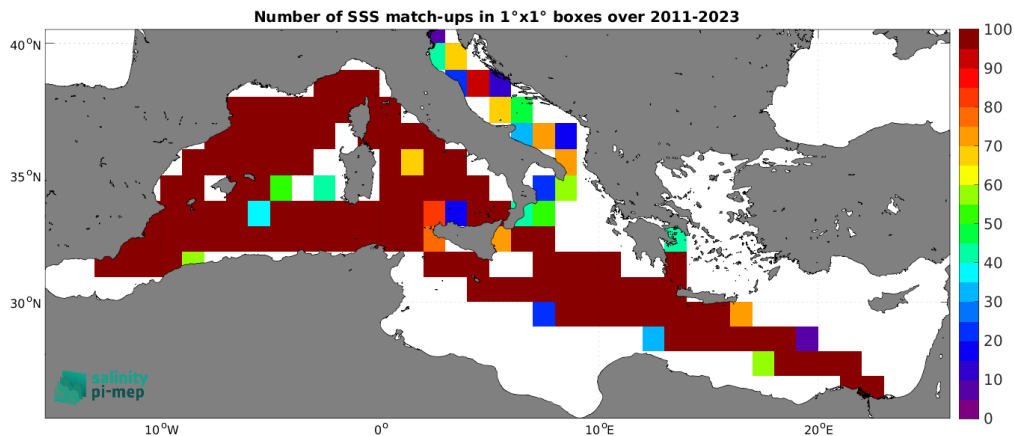 Number of SSS match-ups in 1°x1° boxes over 2011-2023
40°N
35°N
30°N
10°W
0°
10°E
20°E
100
90
80
70
60
50
40
30
20
10
0
salinity
pi-mep